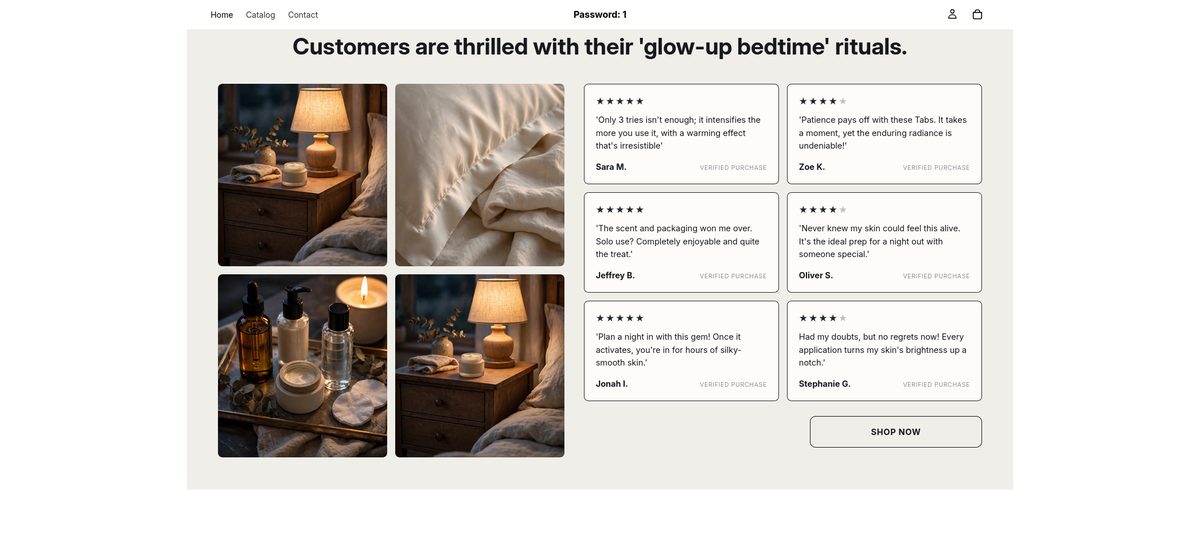 Home Catalog Contact
Password: 1
Customers are thrilled with their 'glow-up bedtime' rituals.
★★★★★
'Only 3 tries isn't enough; it intensifies the
more you use it, with a warming effect
that's irresistible'
Sara M. VERIFIED PURCHASE
★★★★★
'Patience pays off with these Tabs. It takes
a moment, yet the enduring radiance is
undeniable!'
Zoe K. VERIFIED PURCHASE
★★★★★
'The scent and packaging won me over.
Solo use? Completely enjoyable and quite
the treat.'
Jeffrey B. VERIFIED PURCHASE
★★★★★
'Never knew my skin could feel this alive.
It's the ideal prep for a night out with
someone special.'
Oliver S. VERIFIED PURCHASE
★★★★★
'Plan a night in with this gem! Once it
activates, you're in for hours of silky-
smooth skin.'
Jonah I. VERIFIED PURCHASE
★★★★★
Had my doubts, but no regrets now! Every
application turns my skin's brightness up a
notch.'
Stephanie G. VERIFIED PURCHASE
SHOP NOW